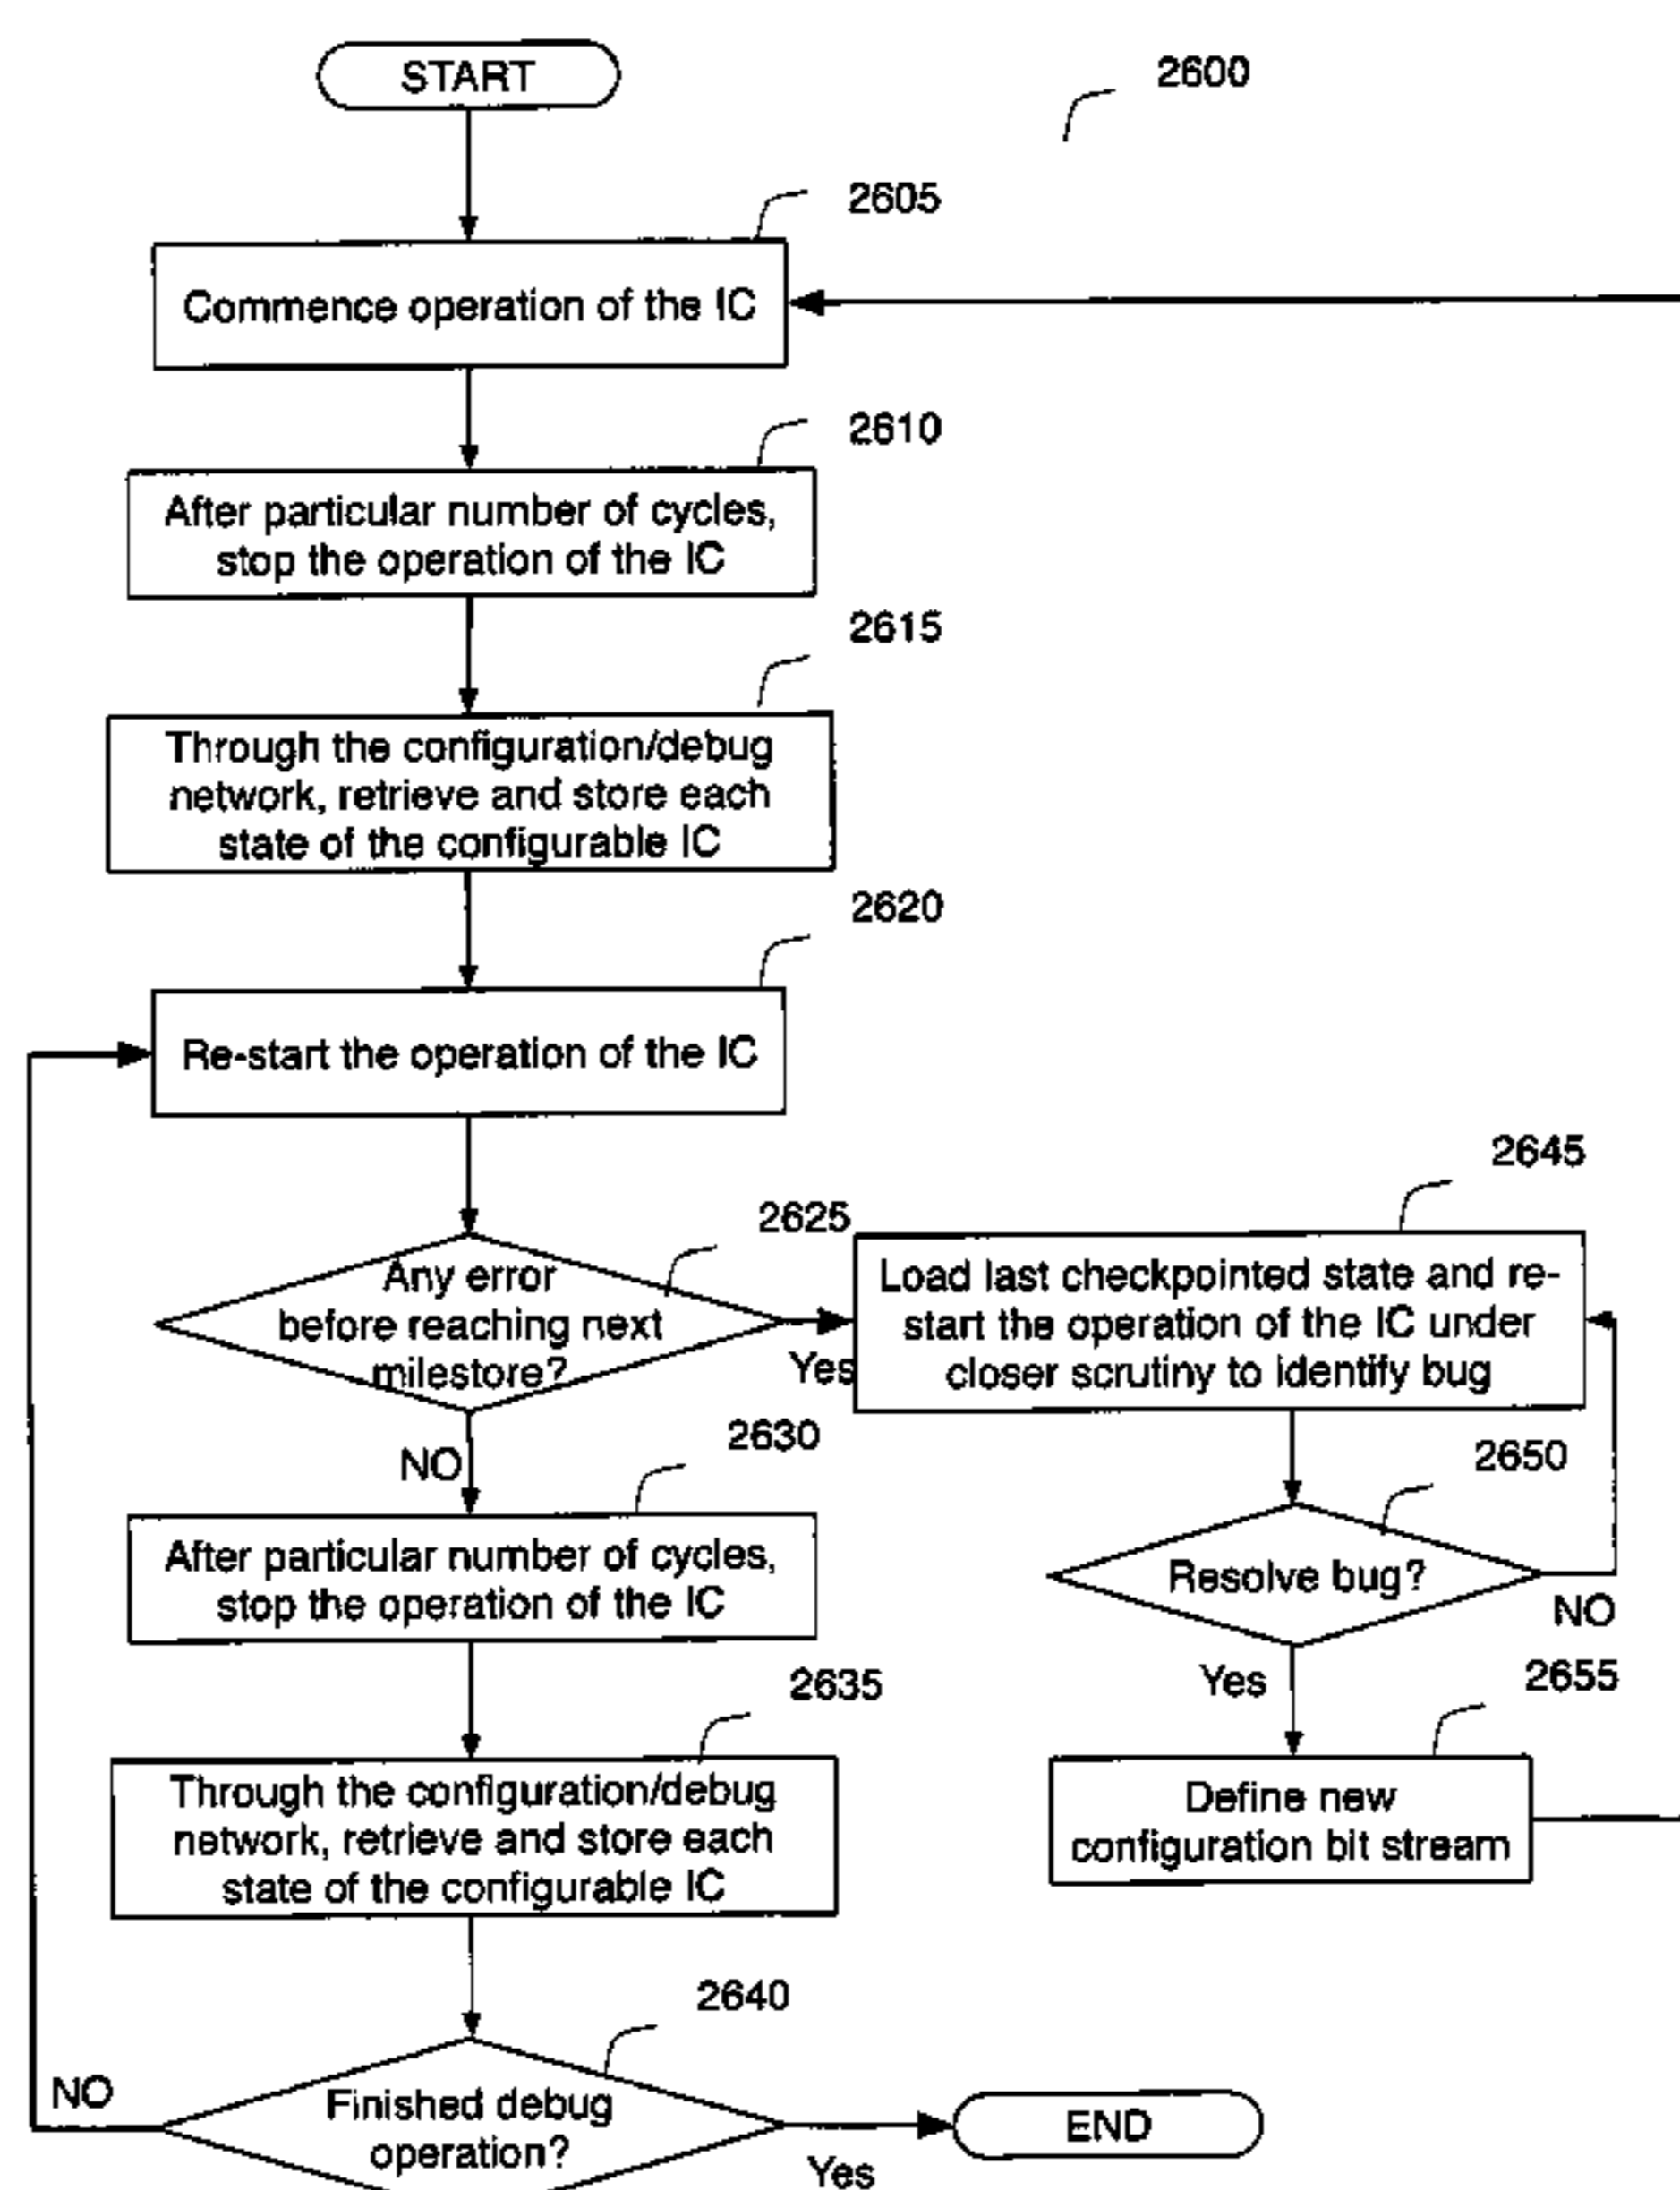 START
2600
2605
Commence operation of the IC
2610
After particular number of cycles,
stop the operation of the IC
2615
Through the configuration/debug
network, retrieve and store each
state of the configurable IC
2620
Re-start the operation of the IC
2625
Any error
before reaching next
milestore?
Yes
NO
2645
Load last checkpointed state and re-
start the operation of the IC under
closer scrutiny to identify bug
2630
After particular number of cycles,
stop the operation of the IC
2650
Resolve bug?
NO
Yes
2635
Through the configuration/debug
network, retrieve and store each
state of the configurable IC
2655
Define new
configuration bit stream
2640
Finished debug
operation?
NO
Yes
END